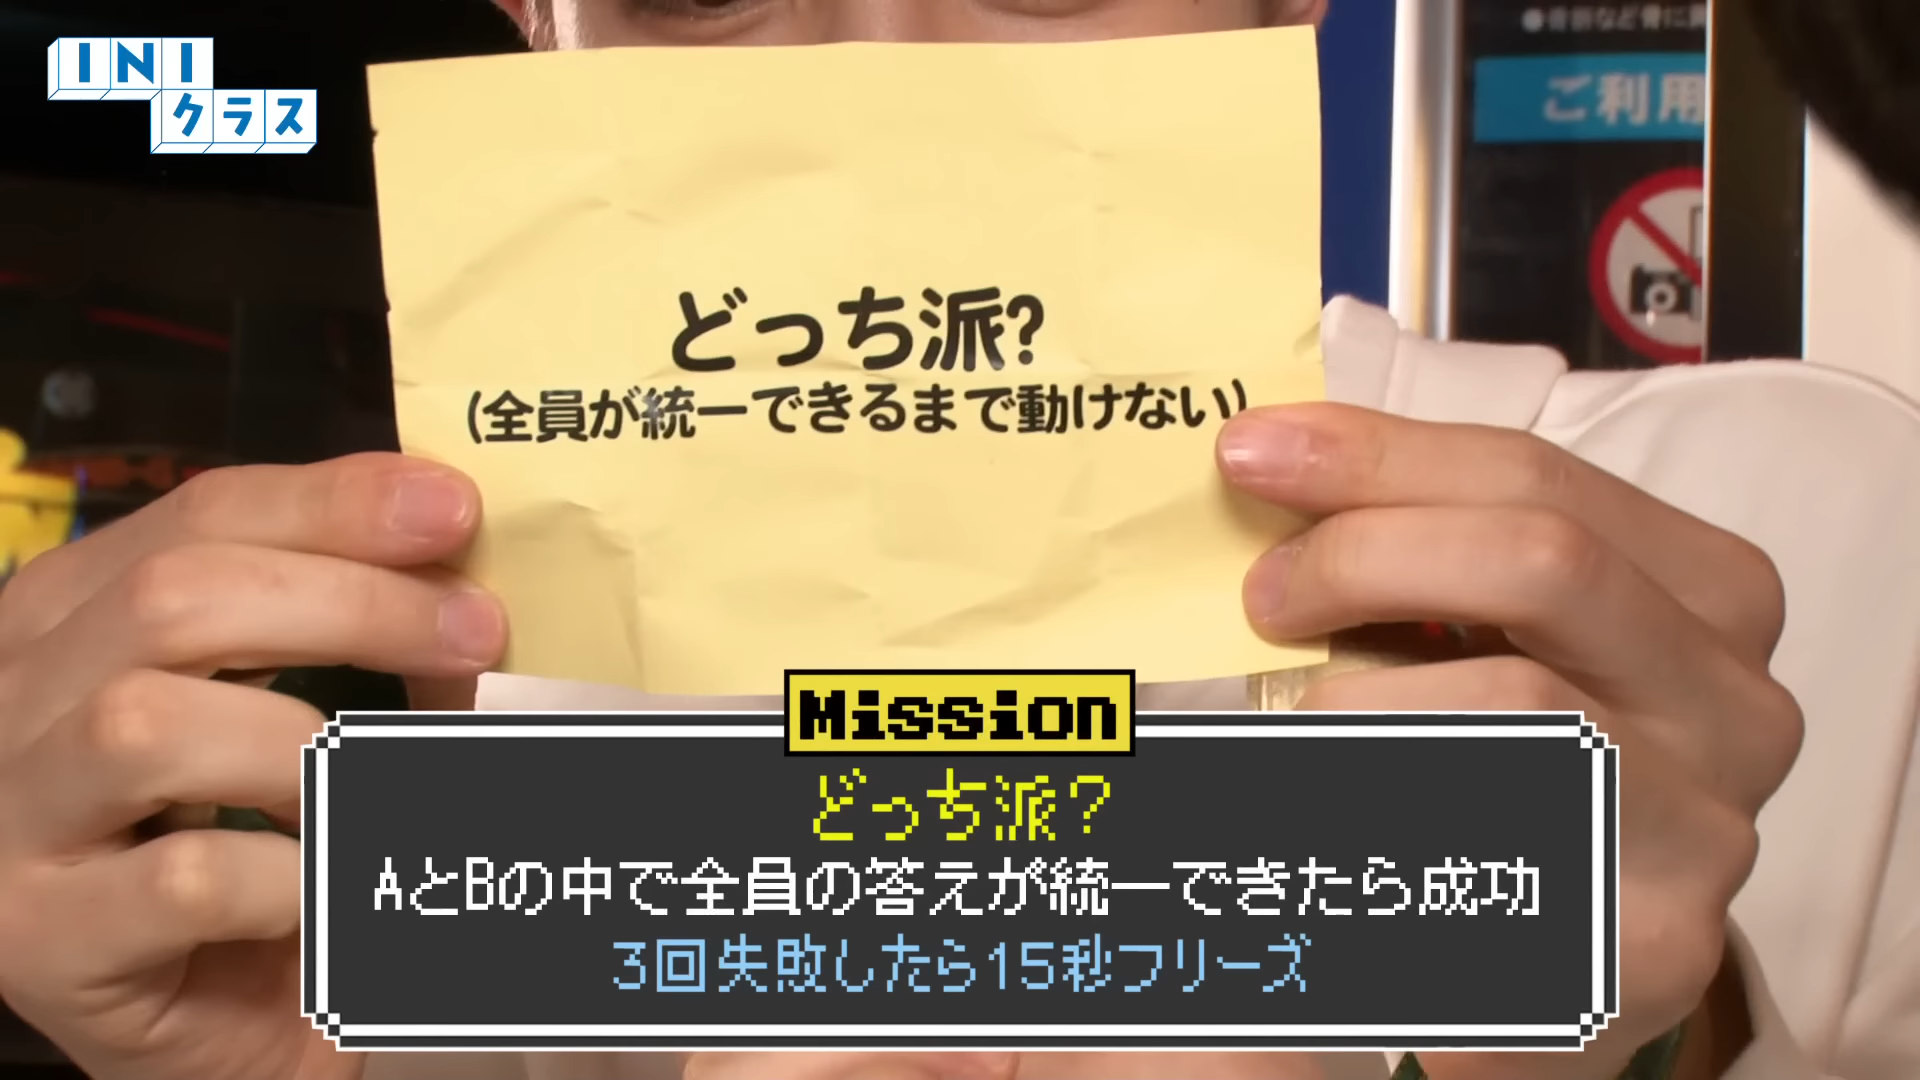 INI
クラス
ご利用
どっち派?
(全員が統一できるまで動けない)
Mission
どっち派?
AとBの中で全員の答えが統一できたら成功
3回失敗したら15秒フリーズ